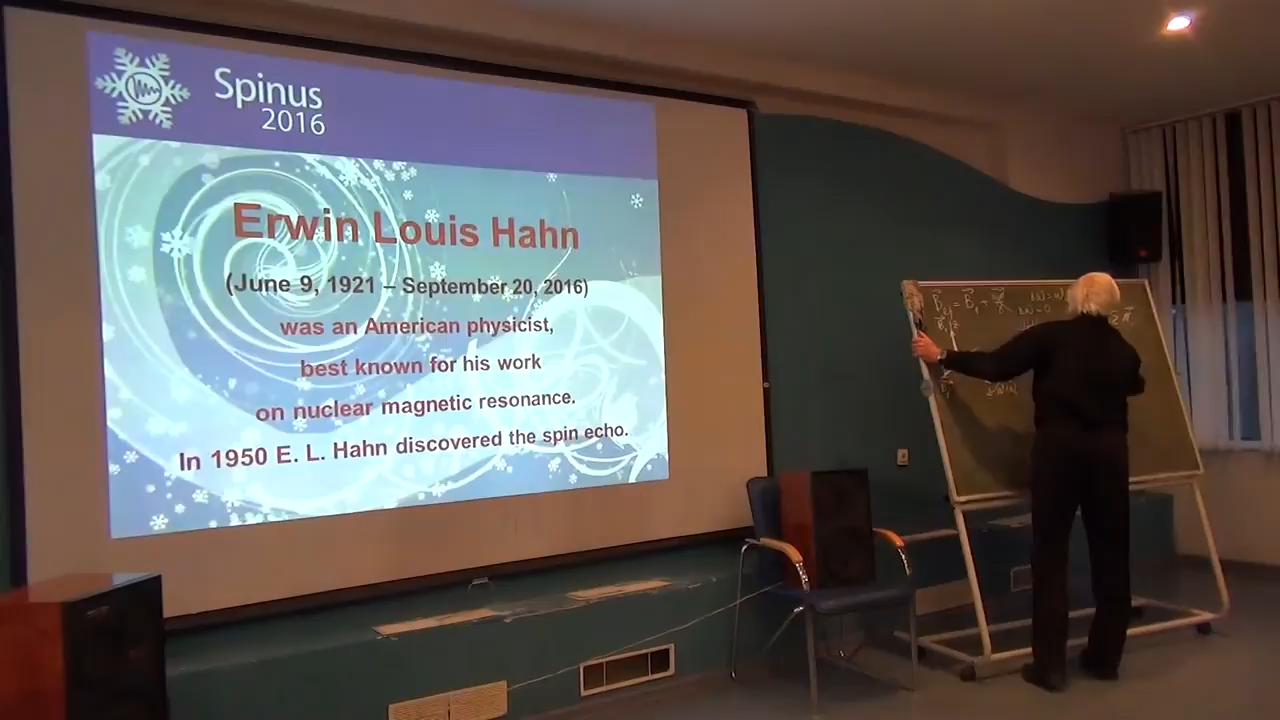 Spinus
2016
Erwin Louis Hahn
(June 9, 1921 – September 20, 2016)
was an American physicist,
best known for his work
on nuclear magnetic resonance.
In 1950 E. L. Hahn discovered the spin echo.